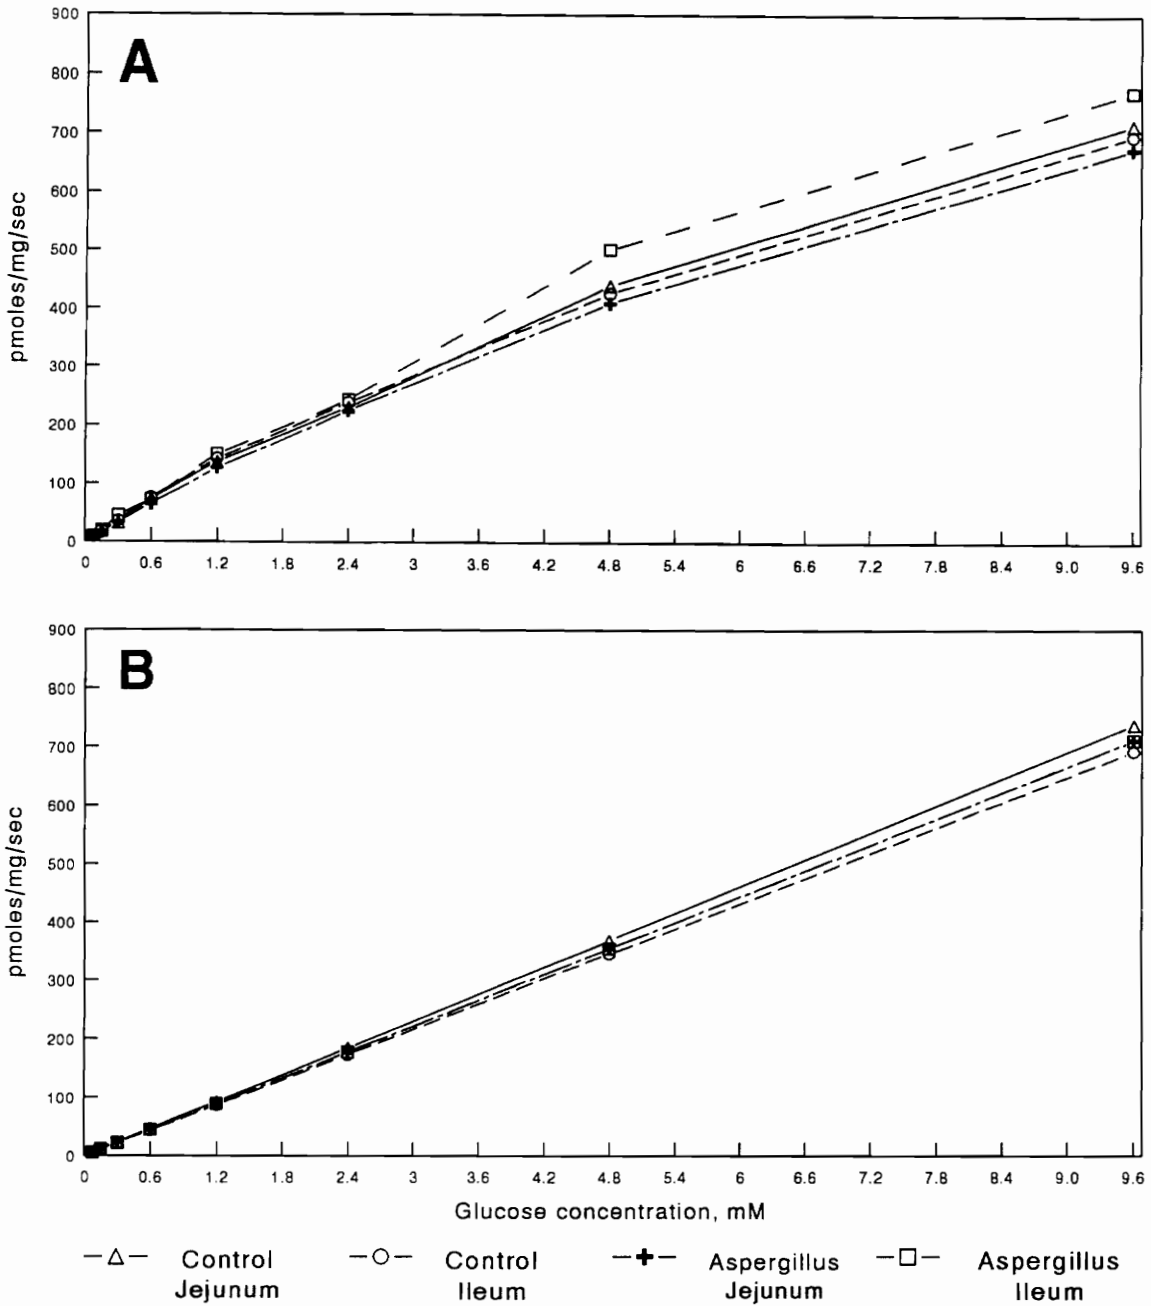 900
A
800
700
600
500
400
300
200
100
0
pmoles/mg/sec
0 0.6 1.2 1.8 2.4 3 3.6 4.2 4.8 5.4 6 6.6 7.2 7.8 8.4 9.0 9.6
900
B
800
700
600
500
400
300
200
100
0
pmoles/mg/sec
0 0.6 1.2 1.8 2.4 3 3.6 4.2 4.8 5.4 6 6.6 7.2 7.8 8.4 9.0 9.6
Glucose concentration, mM
Control Control Aspergillus Aspergillus
Jejunum Ileum Jejunum Ileum